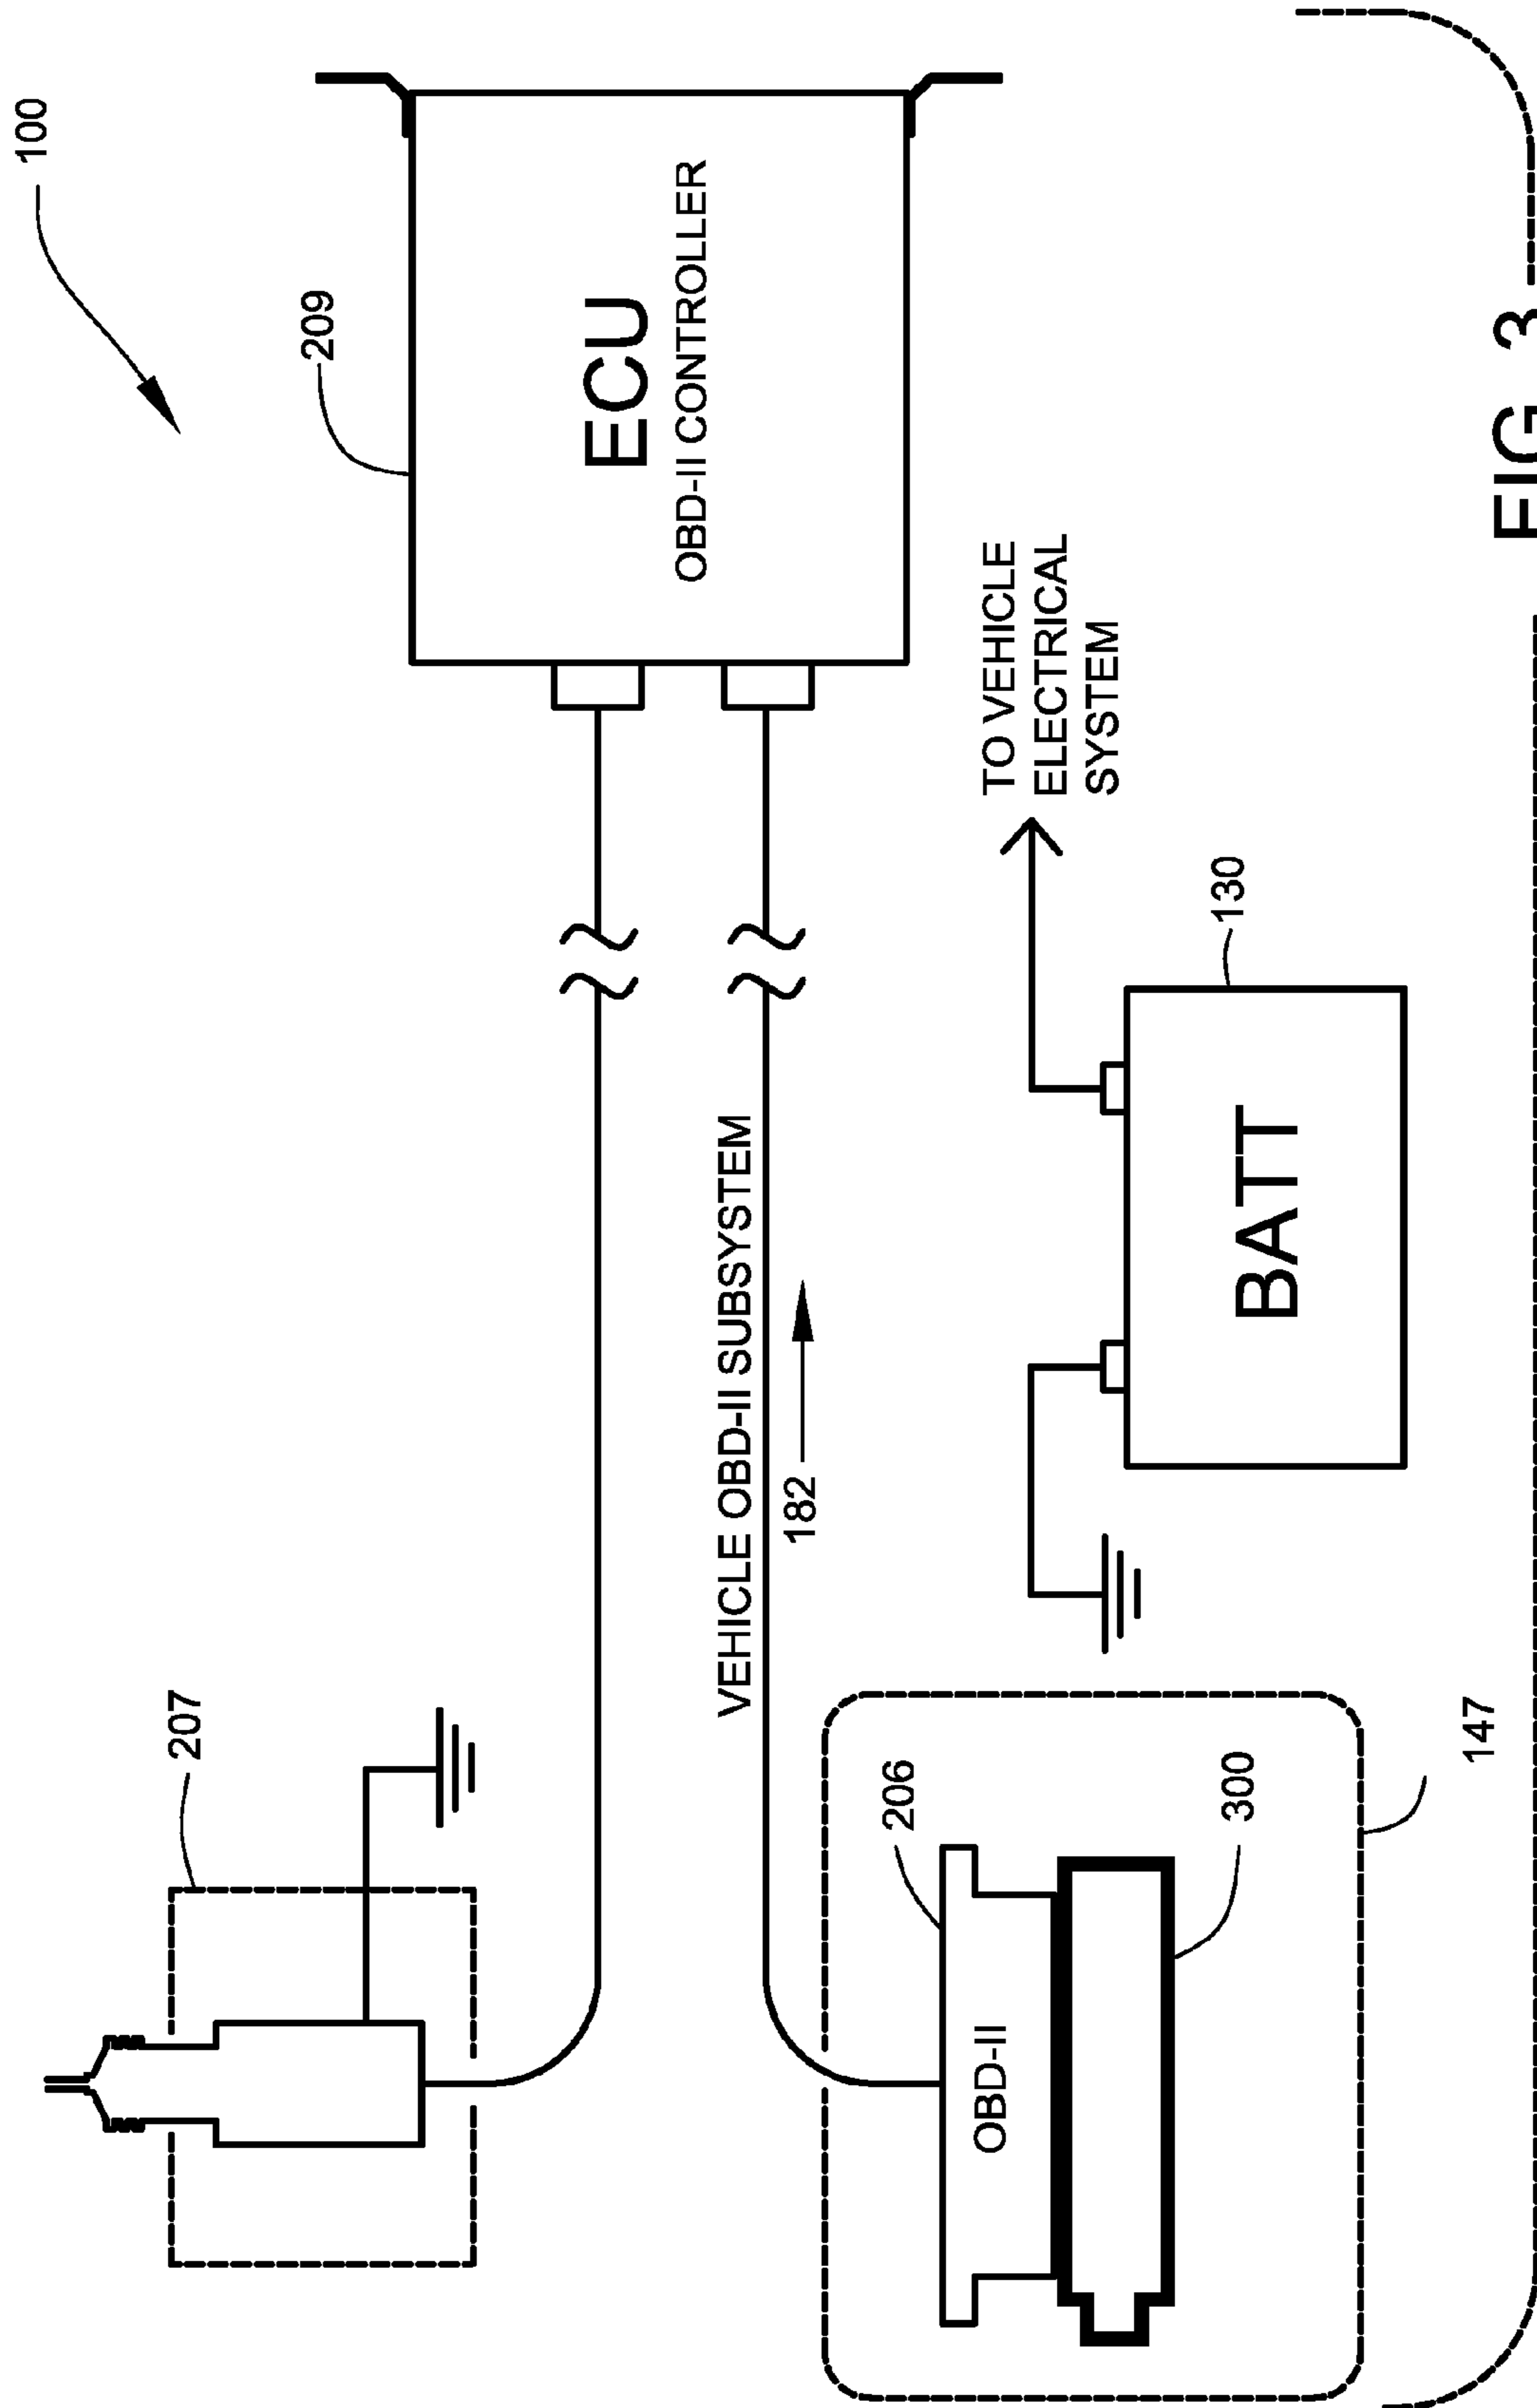 100
209
ECU
OBD-II CONTROLLER
207
VEHICLE OBD-II SUBSYSTEM
182
TO VEHICLE
ELECTRICAL
SYSTEM
206
OBD-II
300
130
BATT
147
FIG. 3